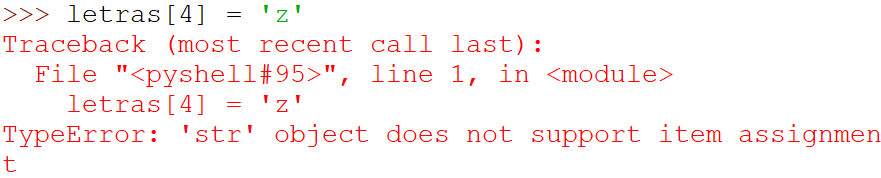 >>> letras[4] = 'z'
Traceback (most recent call last):
  File "<pyshell#95>", line 1, in <module>
    letras[4] = 'z'
TypeError: 'str' object does not support item assignmen
t